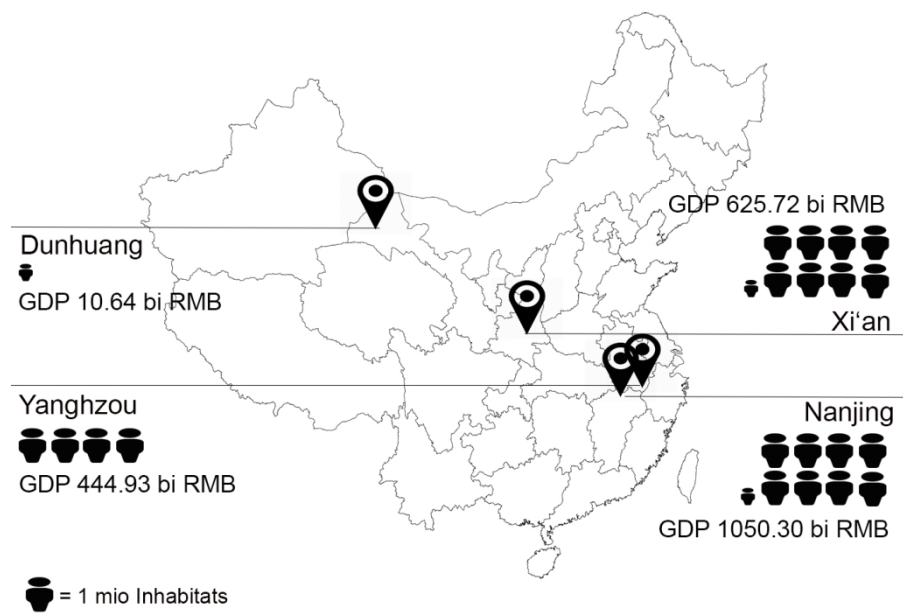 GDP 625.72 bi RMB
Dunhuang
GDP 10.64 bi RMB
Xi‘an
Yanghzou
GDP 444.93 bi RMB
Nanjing
GDP 1050.30 bi RMB
= 1 mio Inhabitats